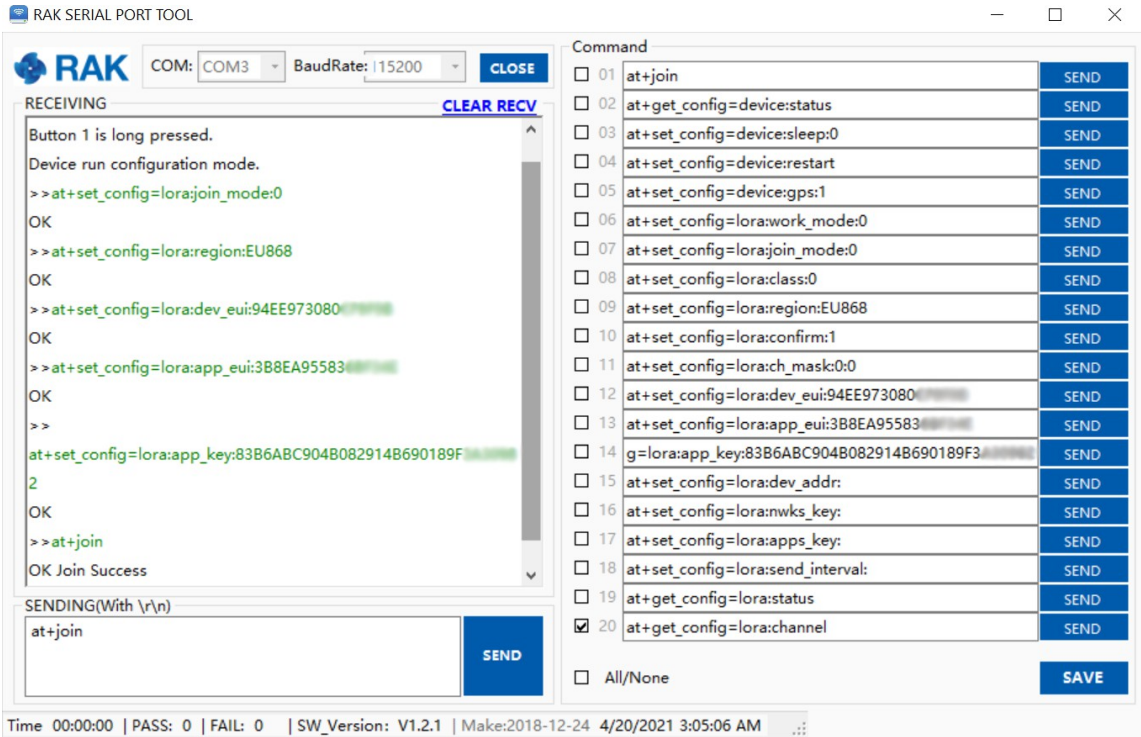 RAK SERIAL PORT TOOL
RAK
COM: COM3 BaudRate: 115200 CLOSE
RECEIVING CLEAR RECV
Button 1 is long pressed.
Device run configuration mode.
>>at+set_config=lora:join_mode:0
OK
>>at+set_config=lora:region:EU868
OK
>>at+set_config=lora:dev_eui:94EE973080
OK
>>at+set_config=lora:app_eui:3B8EA95583
OK
>>
at+set_config=lora:app_key:83B6ABC904B082914B690189F
2
OK
>>at+join
OK Join Success
SENDING(With \r\n)
at+join
SEND
Command
01 at+join SEND
02 at+get_config=device:status SEND
03 at+set_config=device:sleep:0 SEND
04 at+set_config=device:restart SEND
05 at+set_config=device:gps:1 SEND
06 at+set_config=lora:work_mode:0 SEND
07 at+set_config=lora:join_mode:0 SEND
08 at+set_config=lora:class:0 SEND
09 at+set_config=lora:region:EU868 SEND
10 at+set_config=lora:confirm:1 SEND
11 at+set_config=lora:ch_mask:0:0 SEND
12 at+set_config=lora:dev_eui:94EE973080 SEND
13 at+set_config=lora:app_eui:3B8EA95583 SEND
14 g=lora:app_key:83B6ABC904B082914B690189F3 SEND
15 at+set_config=lora:dev_addr: SEND
16 at+set_config=lora:nwks_key: SEND
17 at+set_config=lora:apps_key: SEND
18 at+set_config=lora:send_interval: SEND
19 at+get_config=lora:status SEND
20 at+get_config=lora:channel SEND
All/None SAVE
Time 00:00:00 | PASS: 0 | FAIL: 0 | SW_Version: V1.2.1 | Make:2018-12-24 4/20/2021 3:05:06 AM